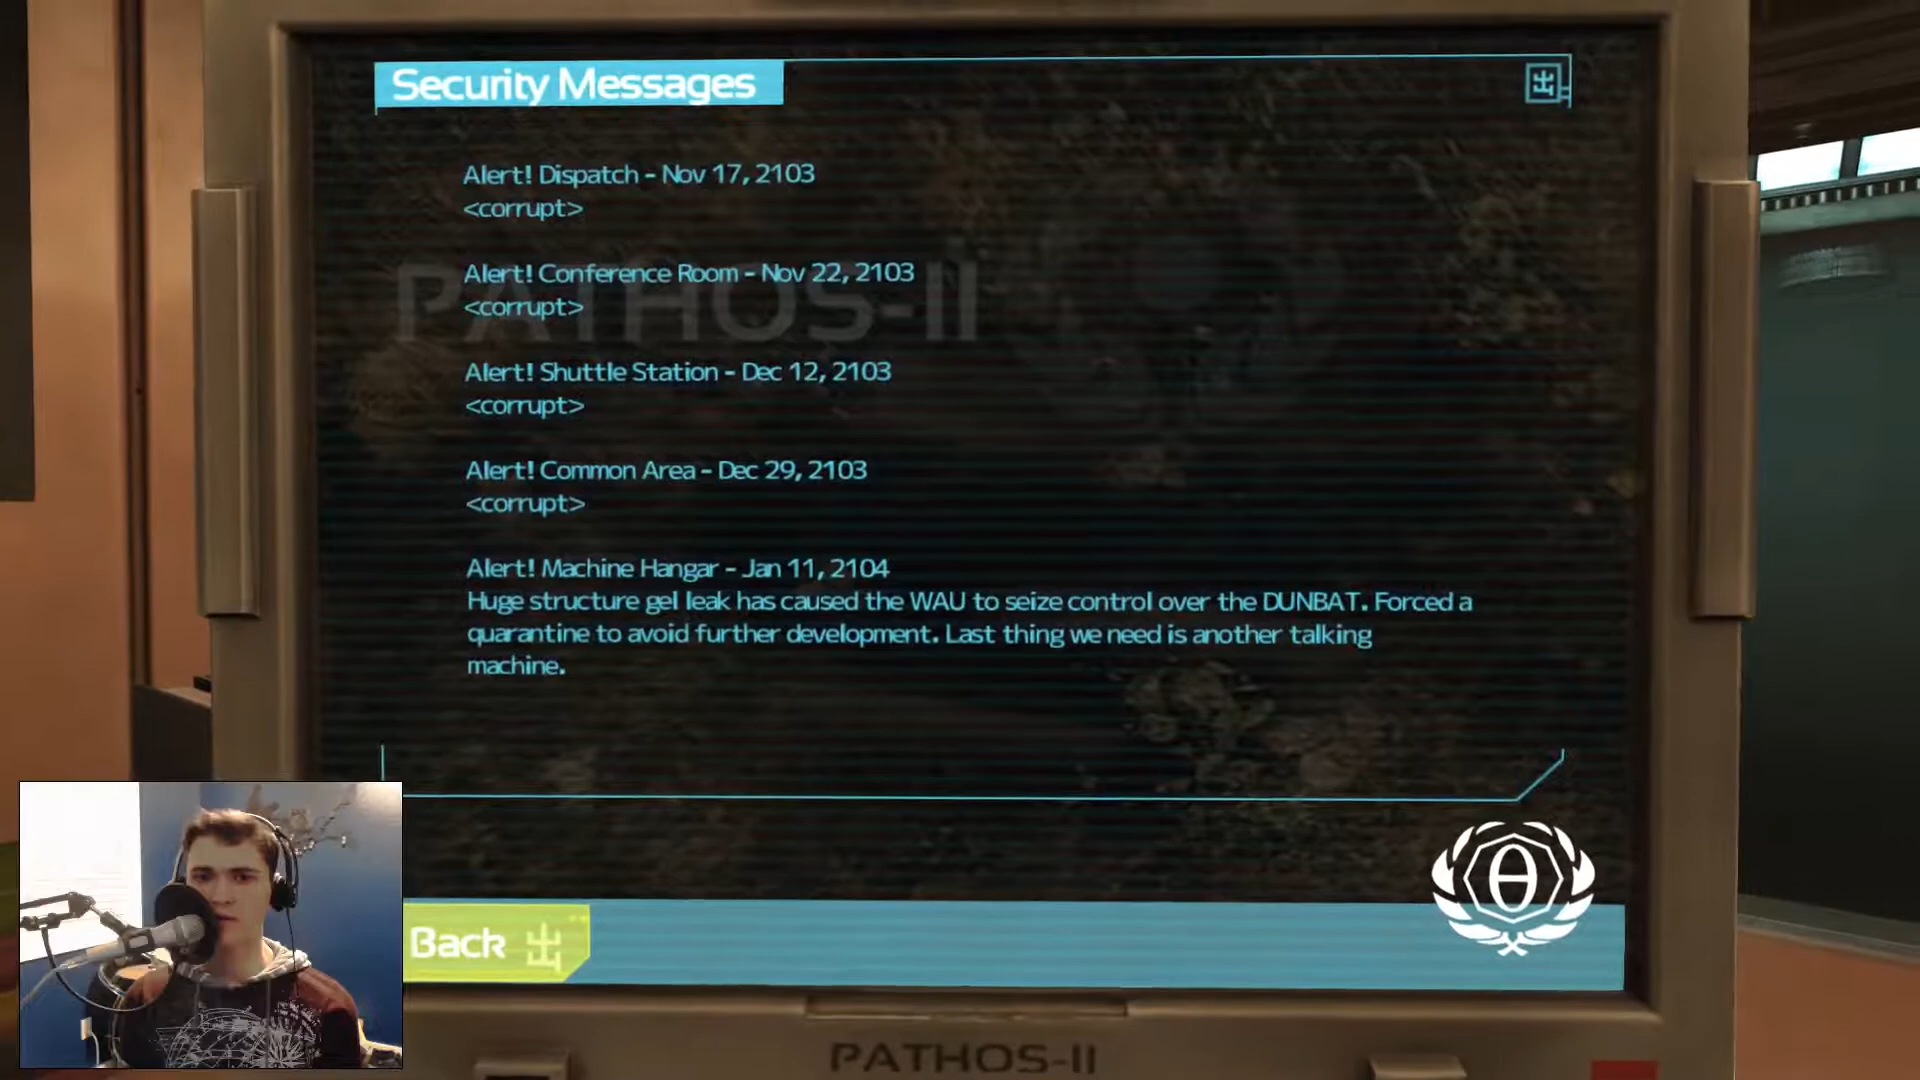 Security Messages
出
Alert! Dispatch - Nov 17, 2103
<corrupt>
Alert! Conference Room - Nov 22, 2103
<corrupt>
PATHOS-II
Alert! Shuttle Station - Dec 12, 2103
<corrupt>
Alert! Common Area - Dec 29, 2103
<corrupt>
Alert! Machine Hangar - Jan 11, 2104
Huge structure gel leak has caused the WAU to seize control over the DUNBAT. Forced a
quarantine to avoid further development. Last thing we need is another talking
machine.
θ
Back 出
PATHOS-II